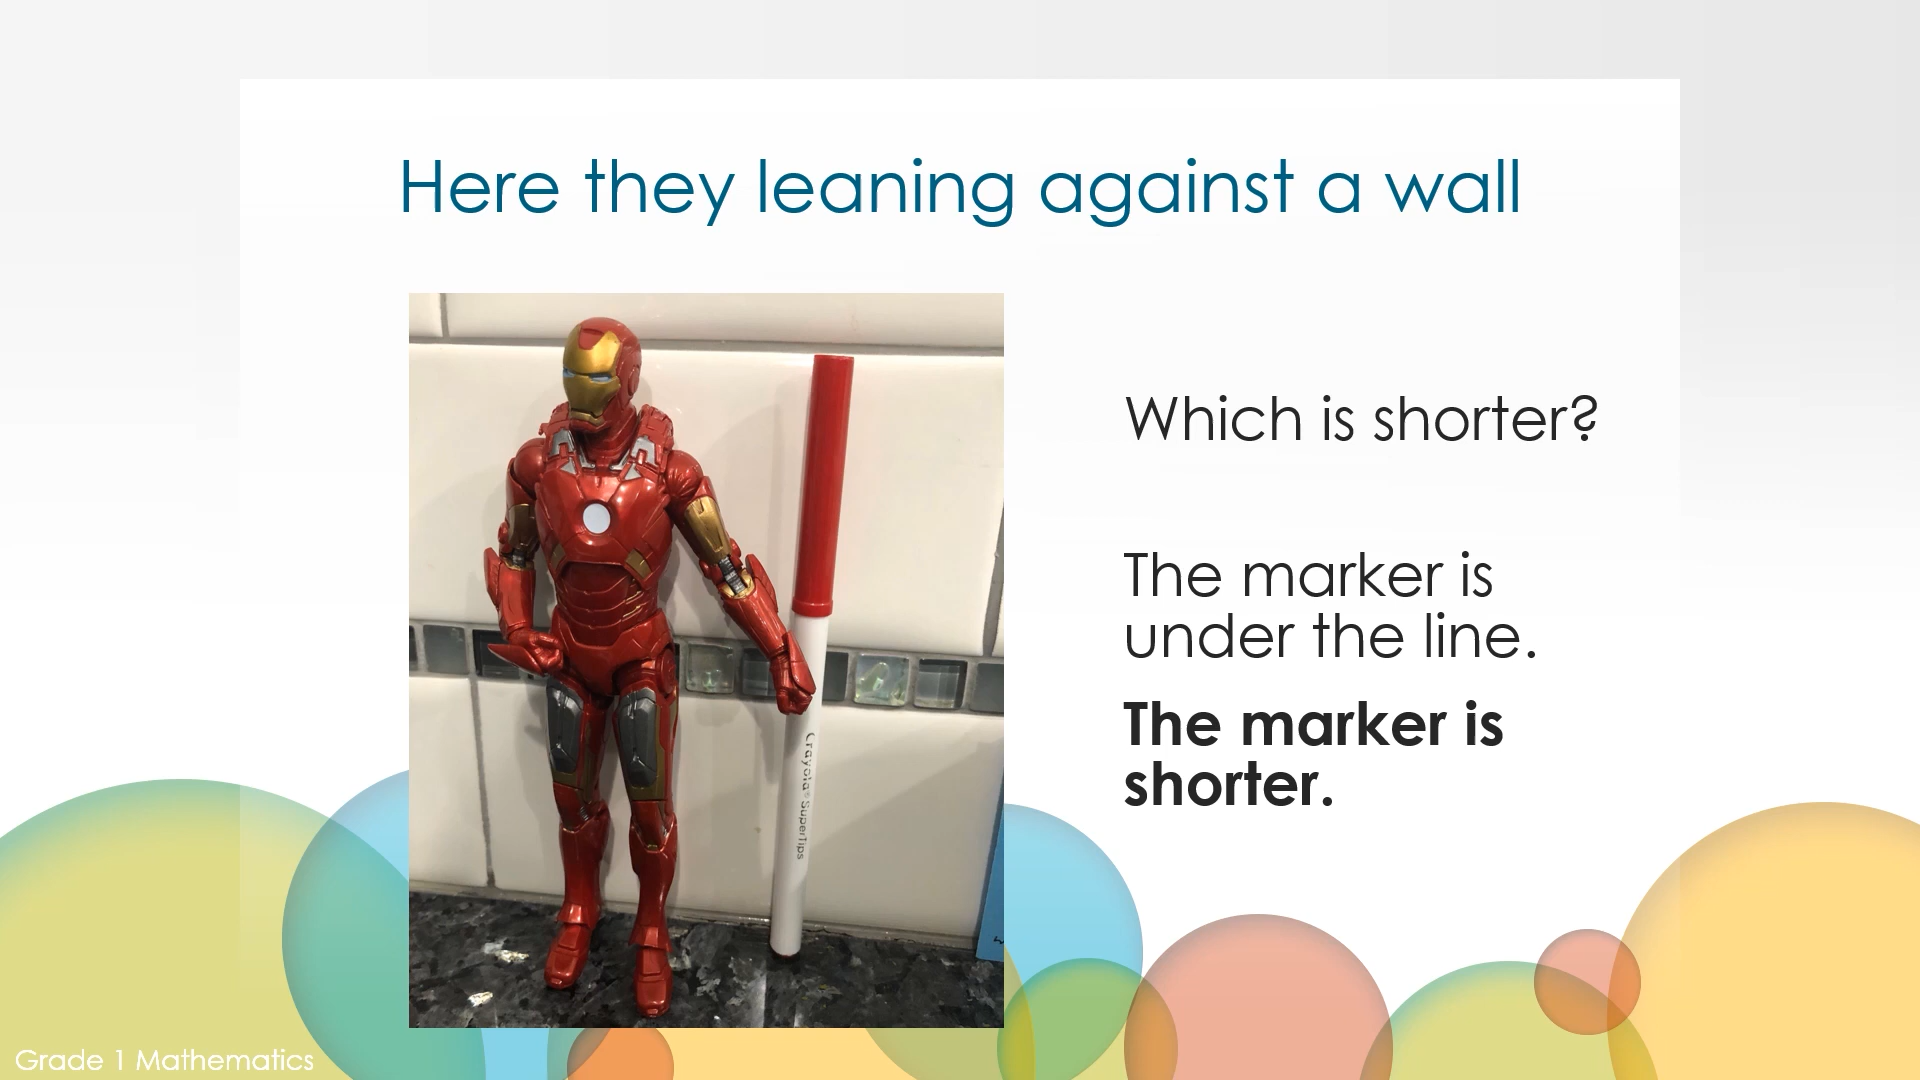 Here they leaning against a wall
Which is shorter?
The marker is
under the line.
The marker is
shorter.
Crayola® SuperTips
Grade 1 Mathematics